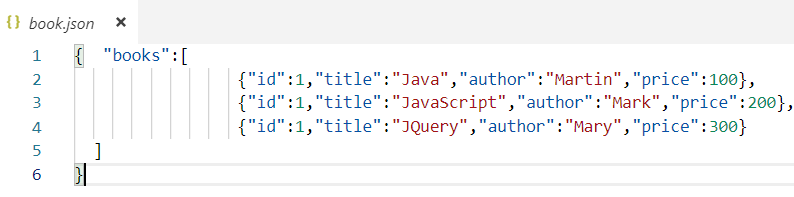 {} book.json ×
1 { "books":[
2 {"id":1,"title":"Java","author":"Martin","price":100},
3 {"id":1,"title":"JavaScript","author":"Mark","price":200},
4 {"id":1,"title":"JQuery","author":"Mary","price":300}
5 ]
6 }